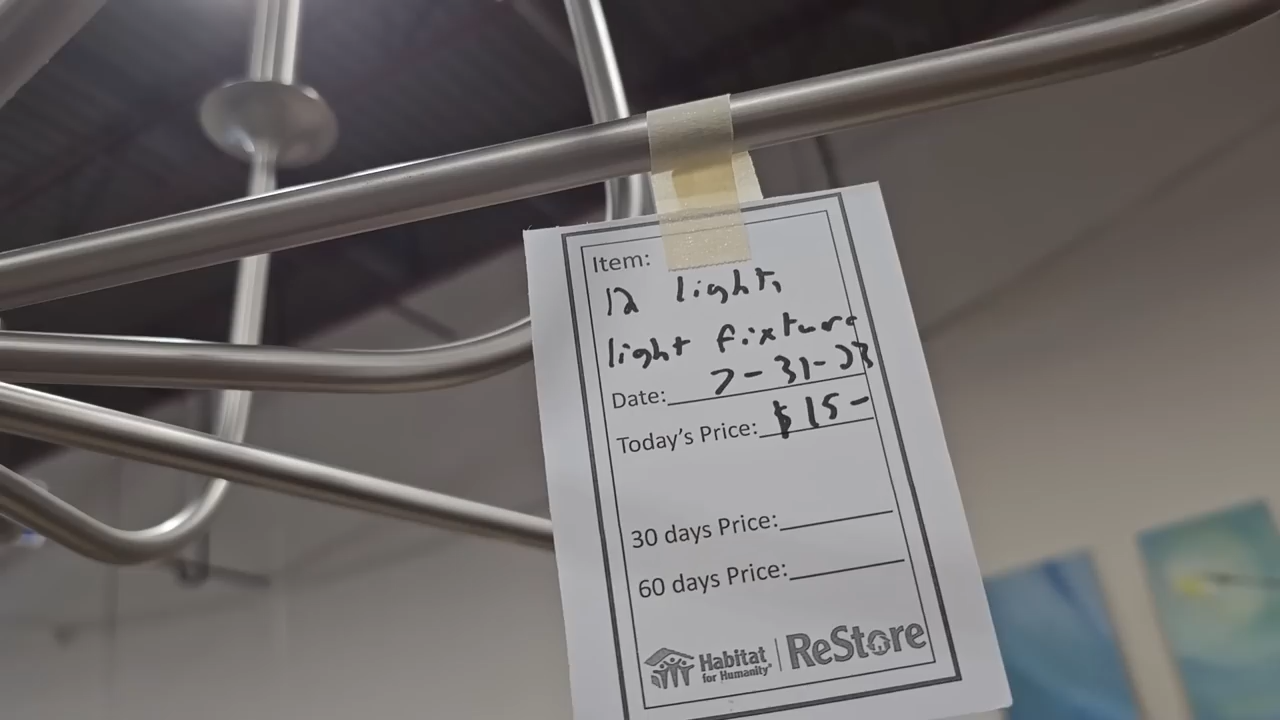 Item:
12 light,
light fixture
Date: 7-31-23
Today's Price: $15-
30 days Price:
60 days Price:
Habitat for Humanity® | ReStore